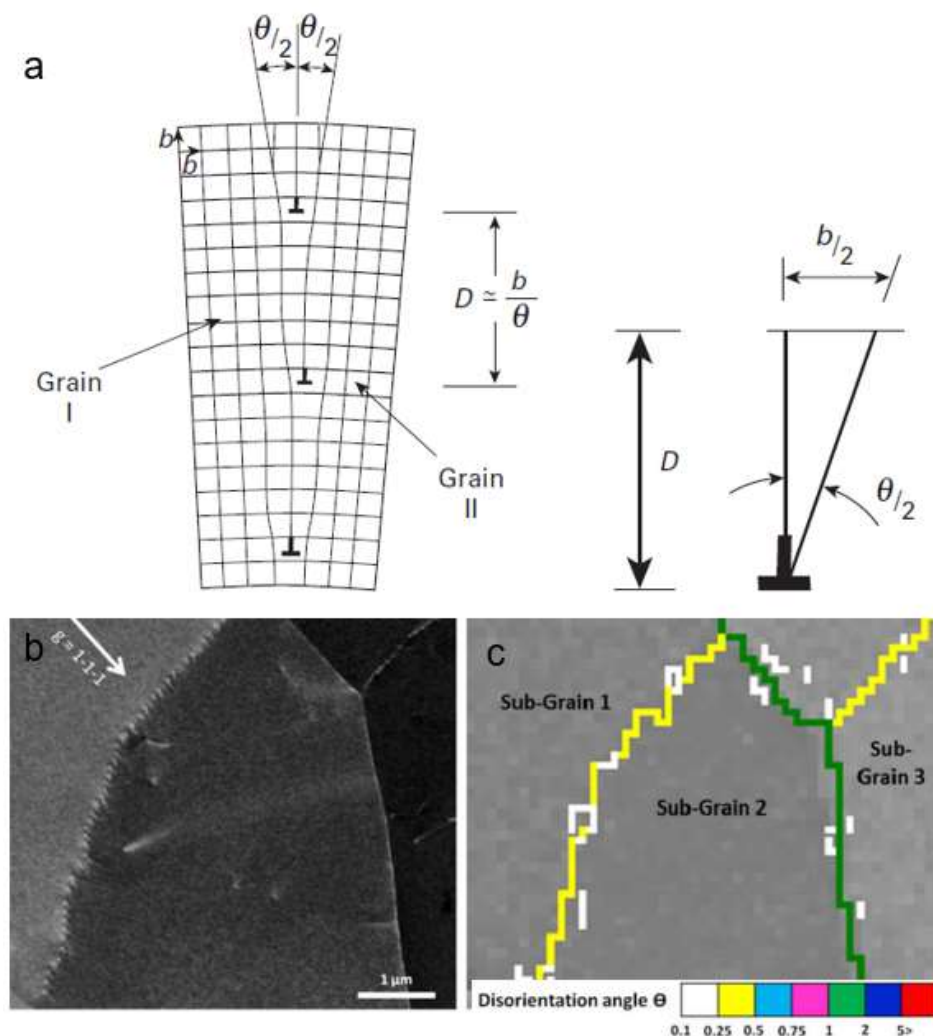 θ/2 θ/2
a
b
b
D ≃ b/θ
Grain
I
Grain
II
b/2
D
θ/2
b
g = 1-1-1
1 μm
c
Sub-Grain 1
Sub-
Grain 3
Sub-Grain 2
Disorientation angle Θ
0.1 0.25 0.5 0.75 1 2 5>